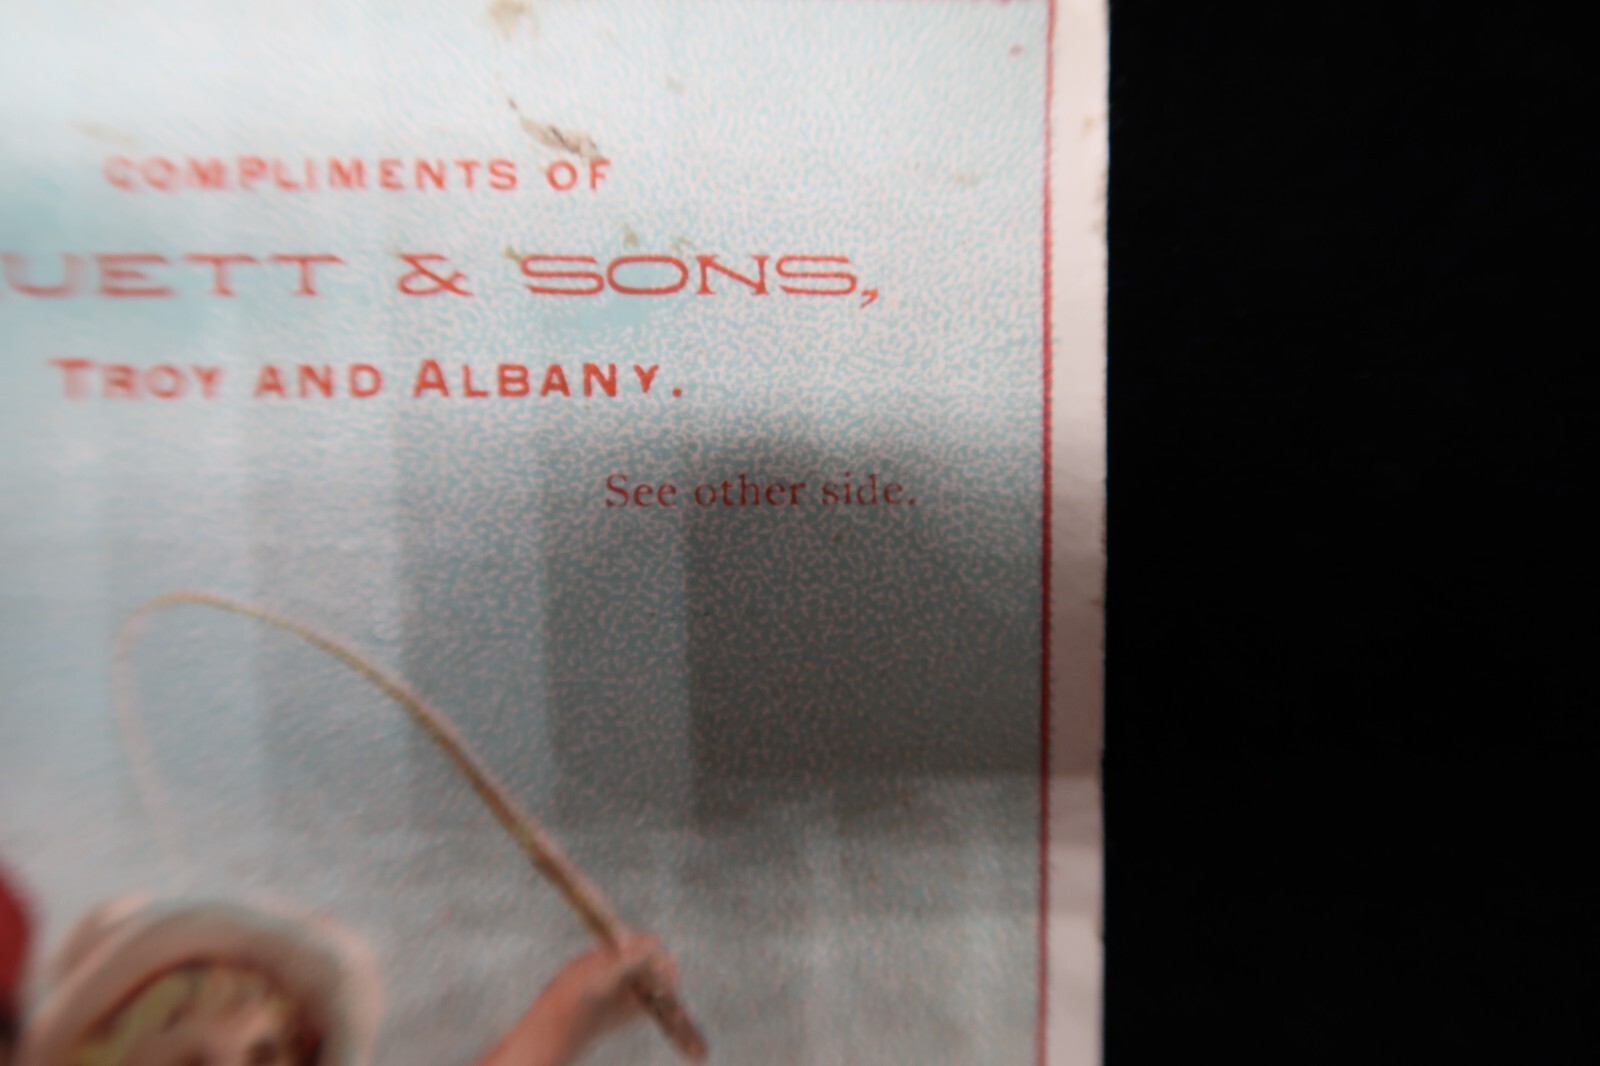 COMPLIMENTS OF
UETT & SONS,
TROY AND ALBANY.
See other side.